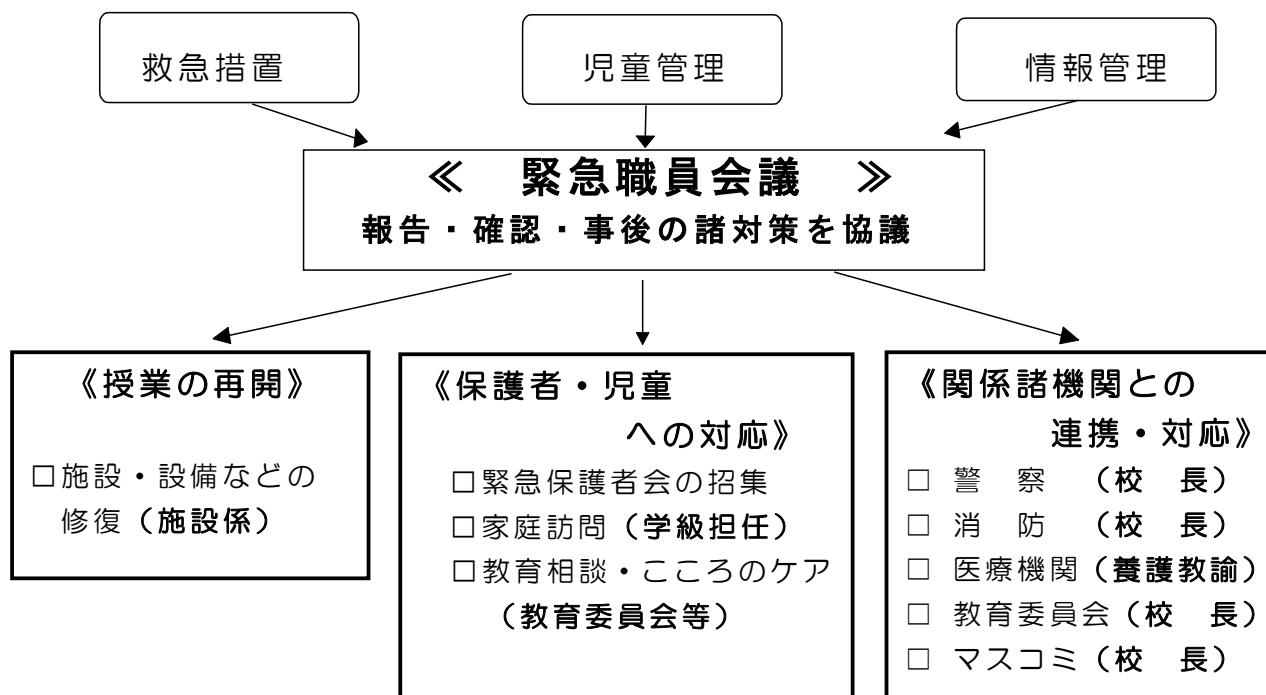 救急措置
児童管理
情報管理
≪　緊急職員会議　≫
報告・確認・事後の諸対策を協議
《授業の再開》
□施設・設備などの
修復（施設係）
《保護者・児童
への対応》
□緊急保護者会の招集
□家庭訪問（学級担任）
□教育相談・こころのケア
（教育委員会等）
《関係諸機関との
連携・対応》
□ 警　察　（校　長）
□ 消　防　（校　長）
□ 医療機関（養護教諭）
□ 教育委員会（校　長）
□ マスコミ（校　長）